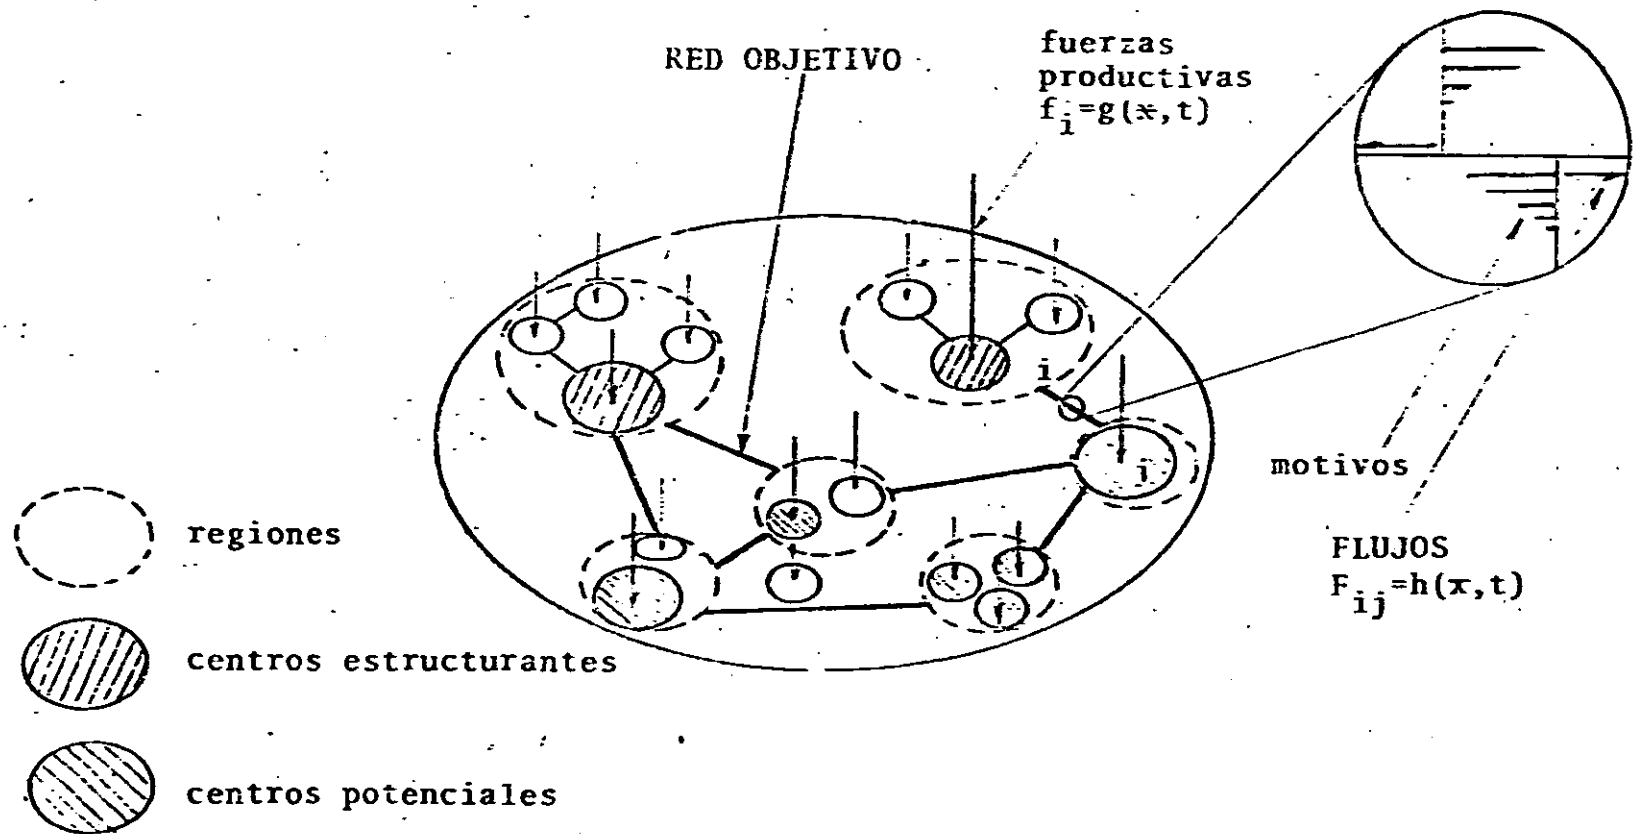 RED OBJETIVO
fuerzas
productivas
f_i=g(x,t)
i
i
motivos
FLUJOS
F_ij=h(x,t)
regiones
centros estructurantes
centros potenciales